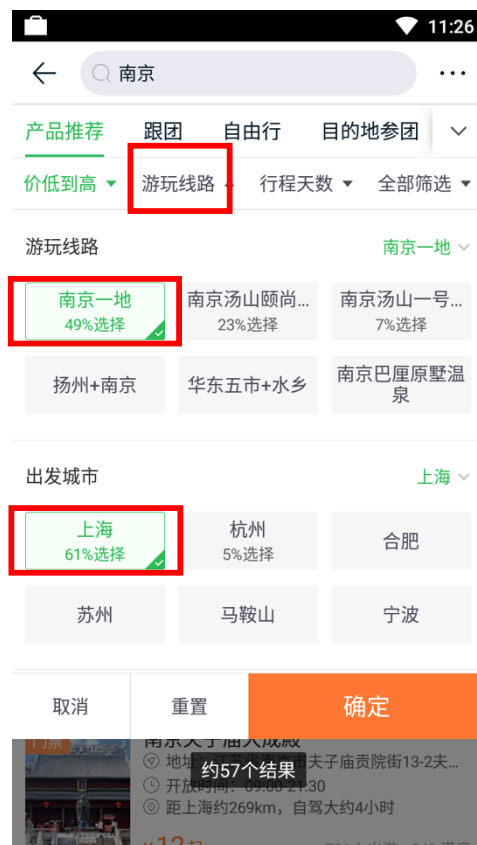 11:26
南京
产品推荐 跟团 自由行 目的地参团
价低到高 游玩线路 行程天数 全部筛选
游玩线路 南京一地
南京一地 南京汤山颐尚... 南京汤山一号...
49%选择 23%选择 7%选择
扬州+南京 华东五市+水乡 南京巴厘原墅温
泉
出发城市 上海
上海 杭州 合肥
61%选择 5%选择
苏州 马鞍山 宁波
取消 重置 确定
门票 南京夫子庙大成殿
地址: 夫子庙贡院街13-2夫...
约57个结果
开放时间: 09:00-21:30
距上海约269km，自驾大约4小时
¥12起